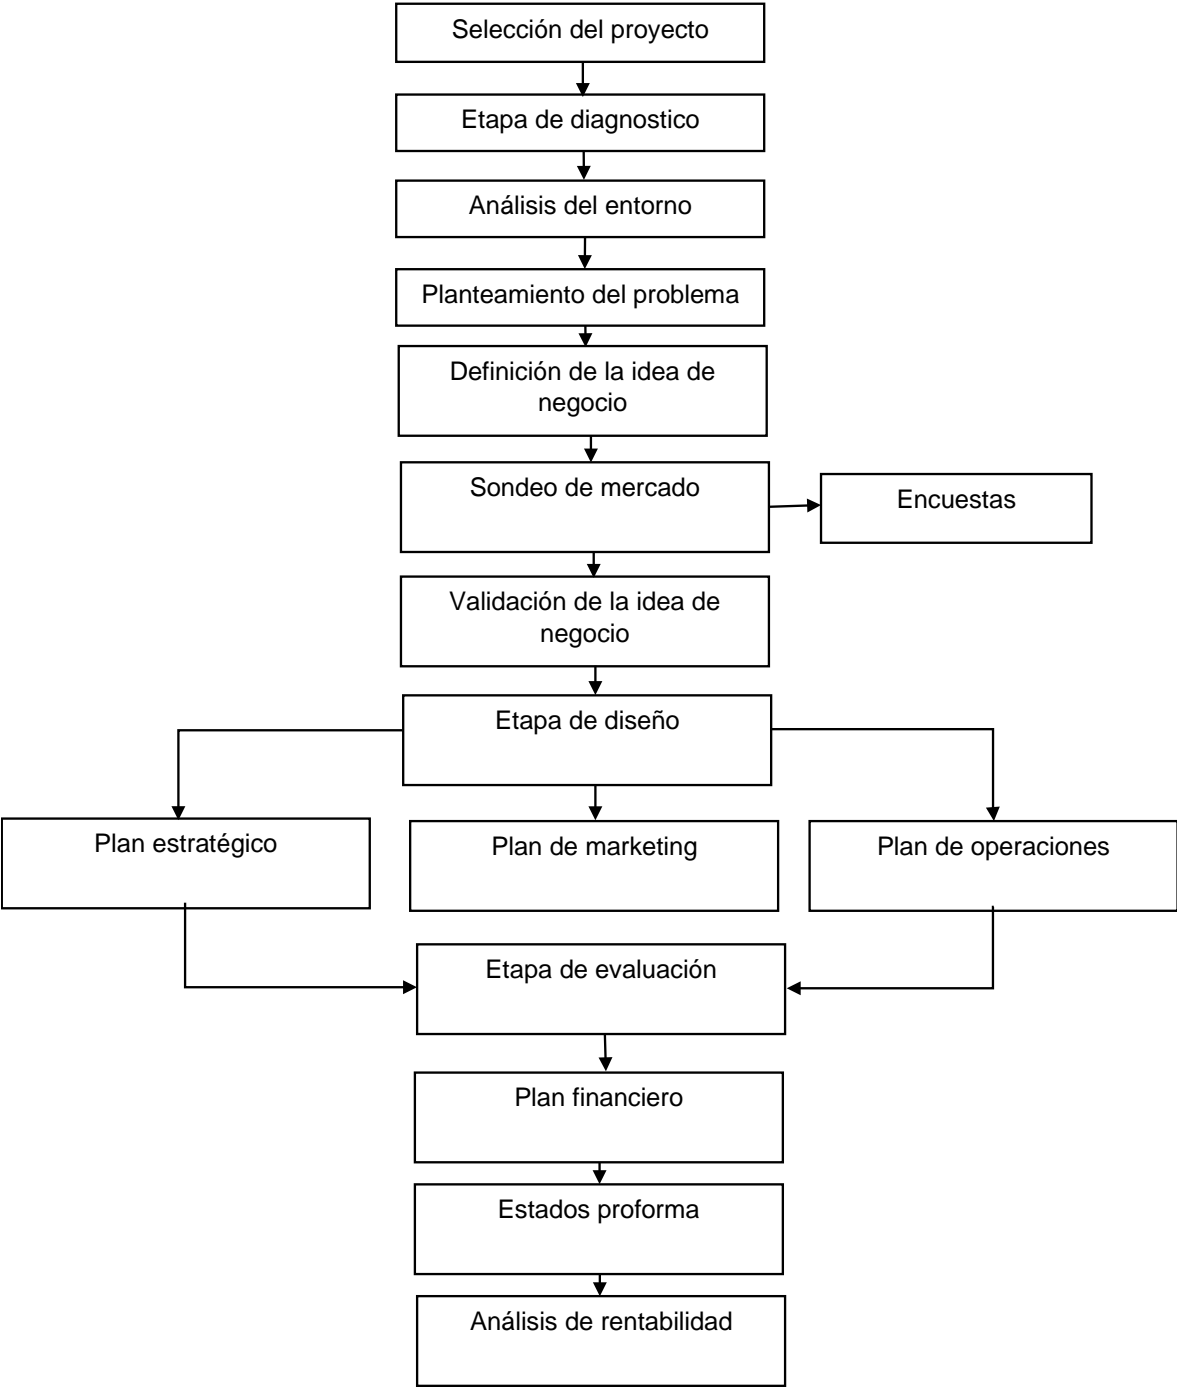 Selección del proyecto
Etapa de diagnostico
Análisis del entorno
Planteamiento del problema
Definición de la idea de
negocio
Sondeo de mercado
Encuestas
Validación de la idea de
negocio
Etapa de diseño
Plan estratégico
Plan de marketing
Plan de operaciones
Etapa de evaluación
Plan financiero
Estados proforma
Análisis de rentabilidad